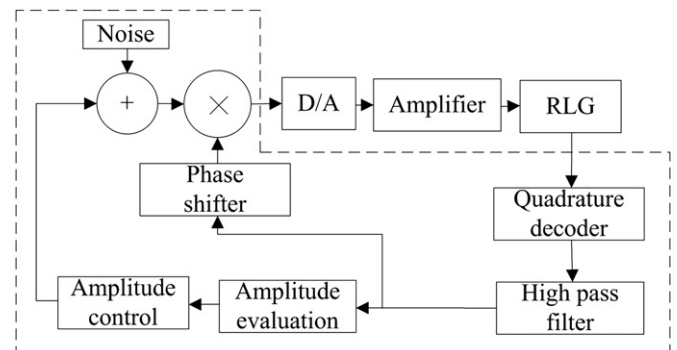 Noise
+
×
D/A
Amplifier
RLG
Phase
shifter
Quadrature
decoder
Amplitude
control
Amplitude
evaluation
High pass
filter